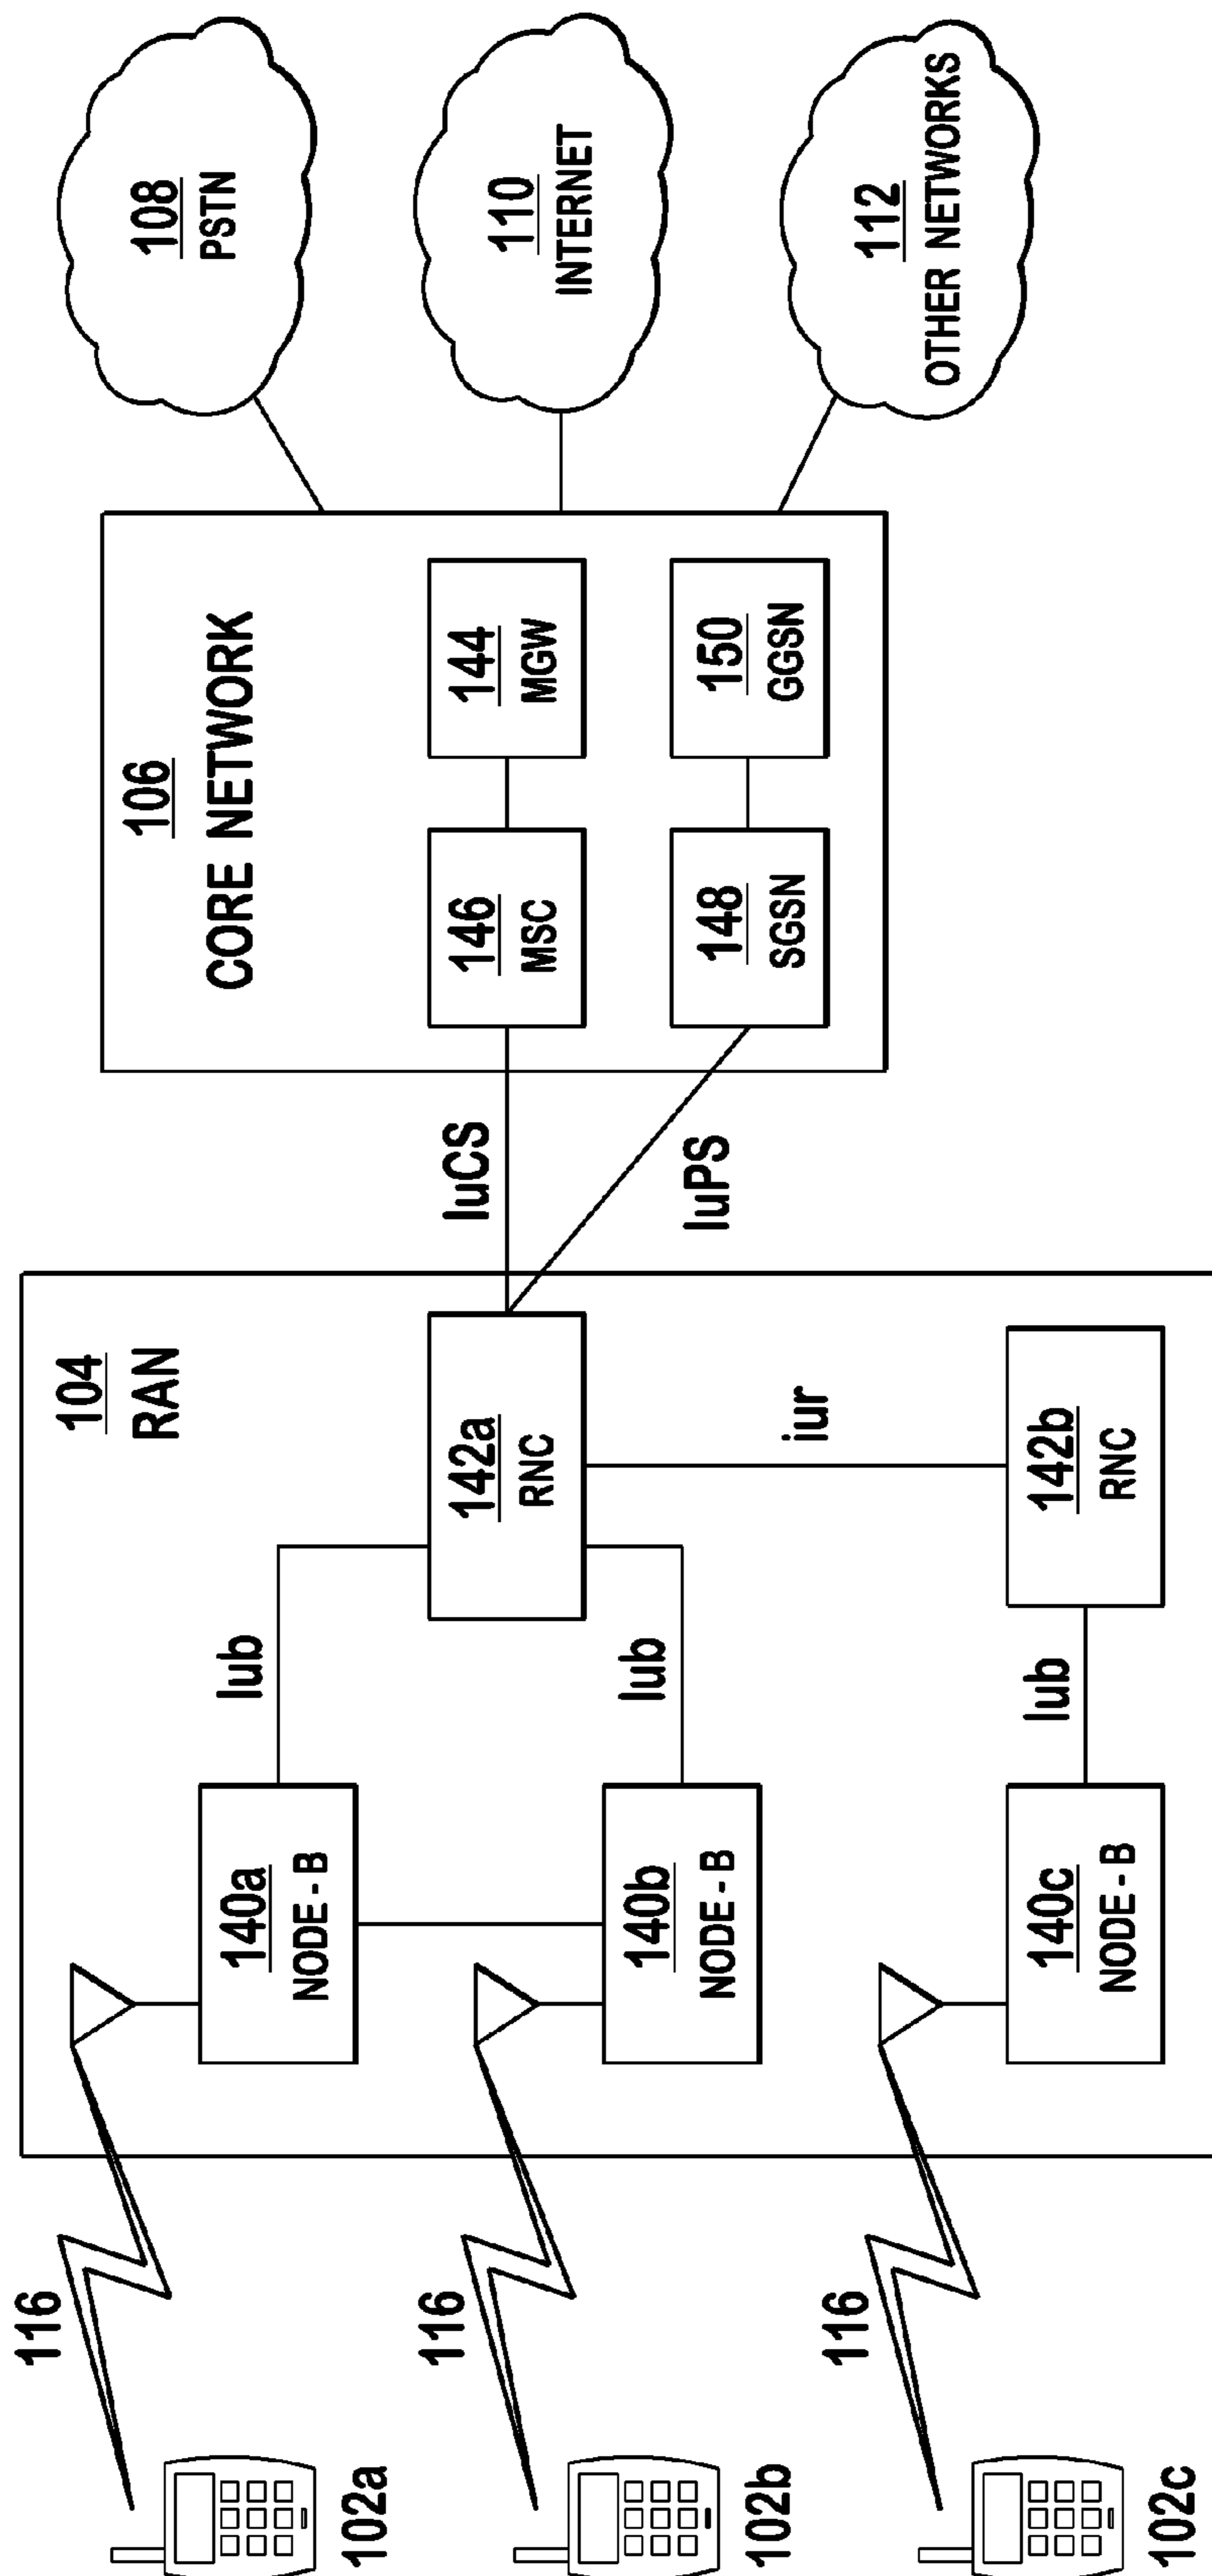 116
102a
116
102b
116
102c
104
RAN
140a
NODE - B
140b
NODE - B
140c
NODE - B
Iub
Iub
Iub
142a
RNC
iur
142b
RNC
IuCS
IuPS
106
CORE NETWORK
146
MSC
144
MGW
148
SGSN
150
GGSN
108
PSTN
110
INTERNET
112
OTHER NETWORKS